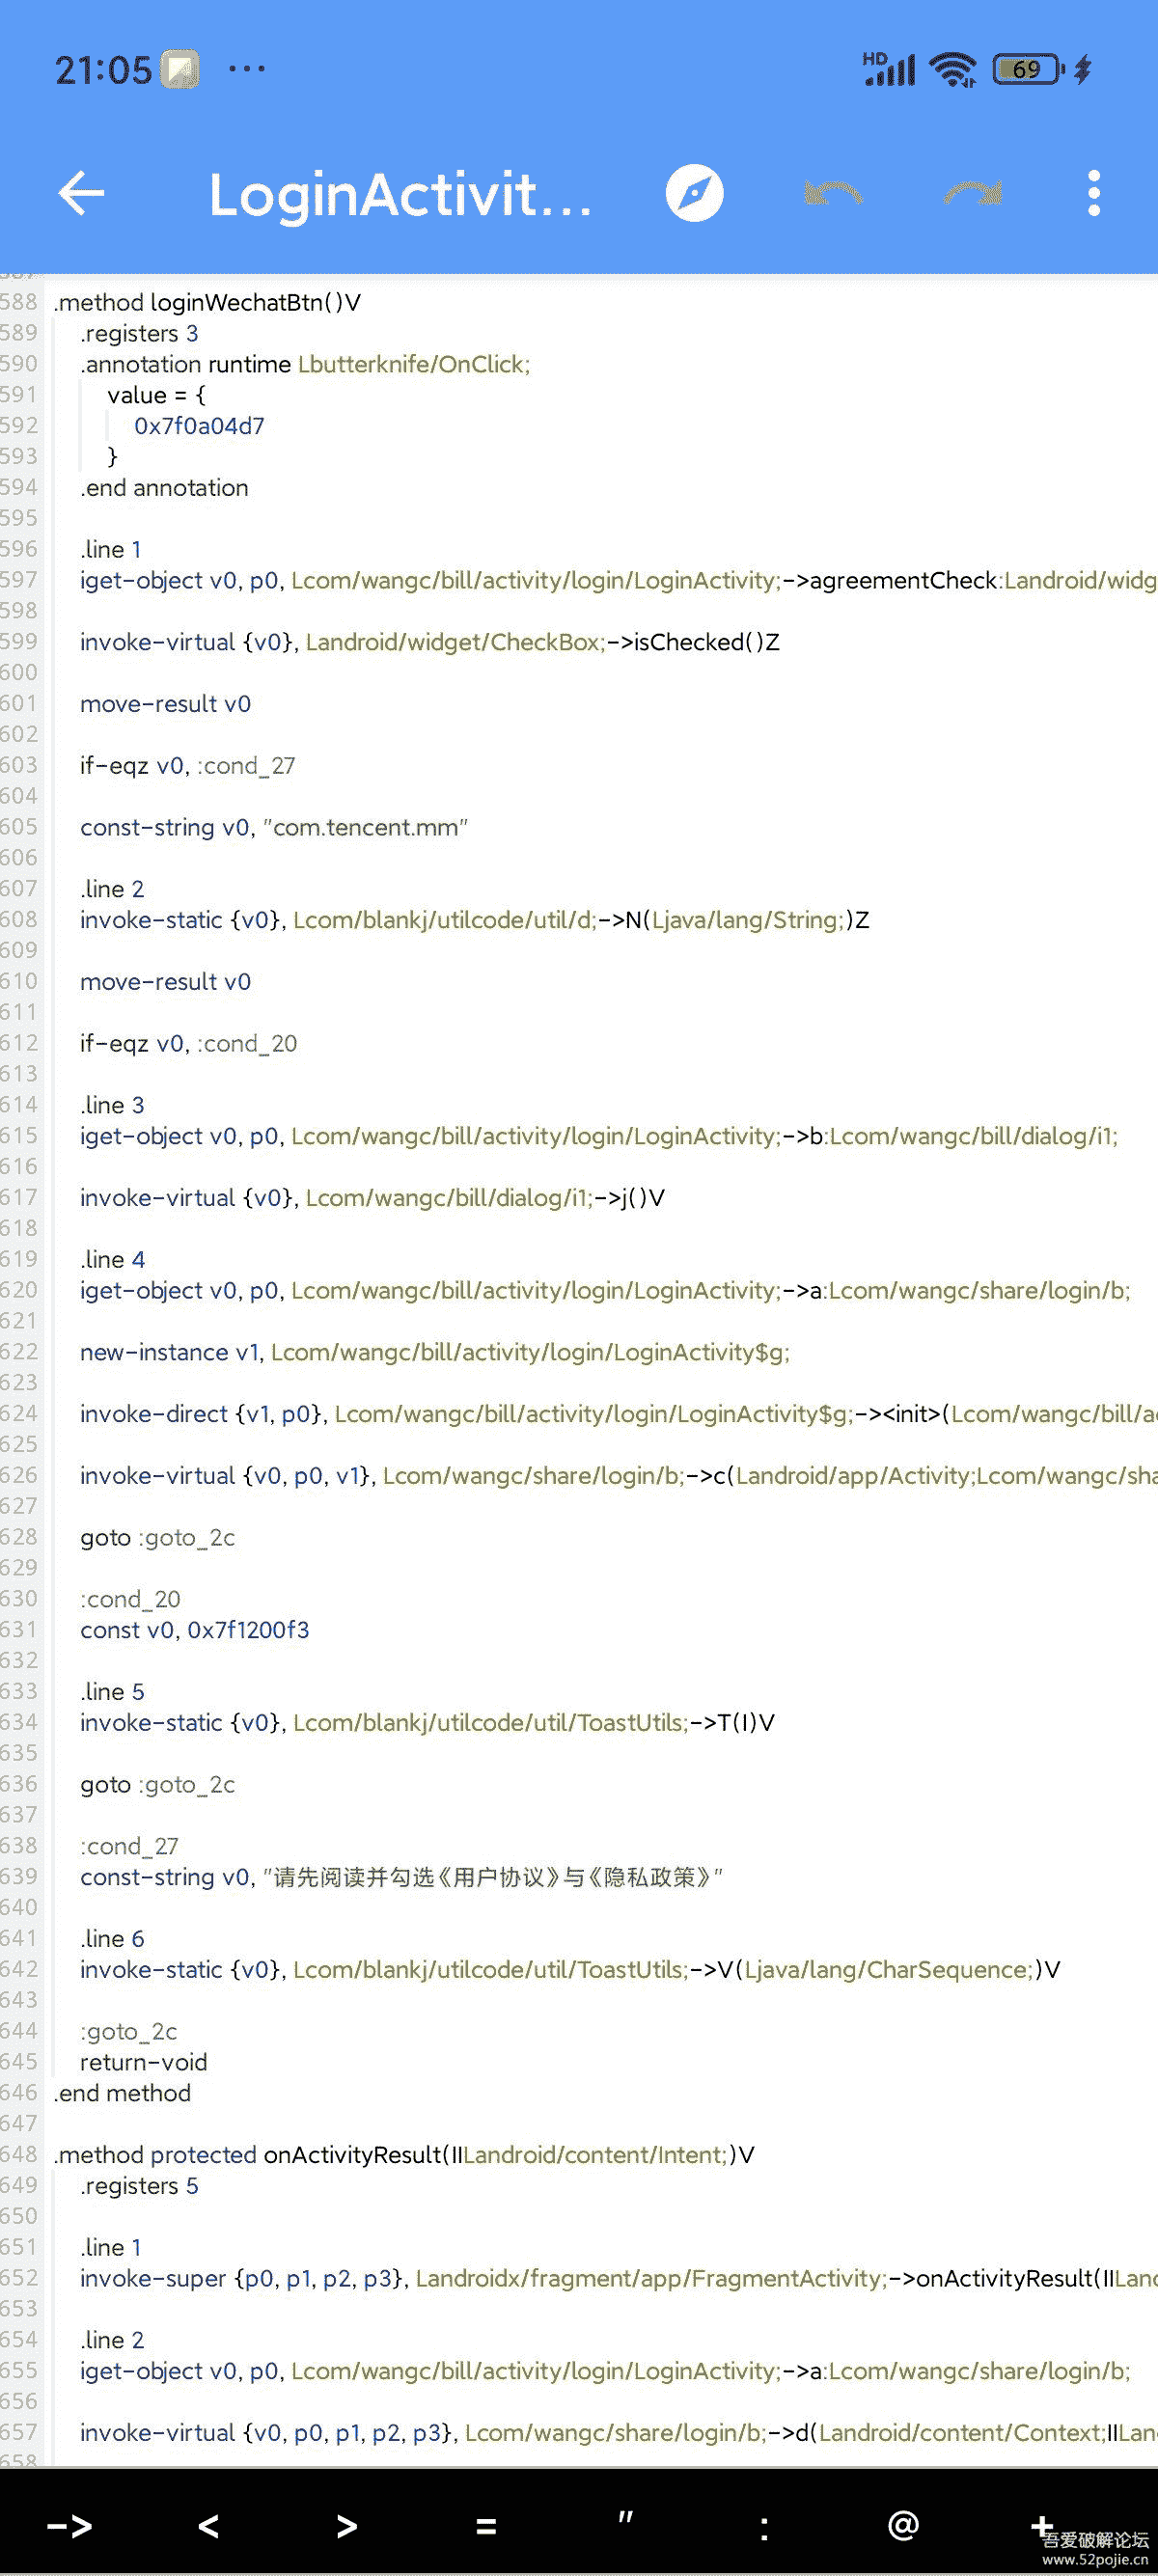 21:05 ... HD 69
LoginActivit...
588 .method loginWechatBtn()V
589 .registers 3
590 .annotation runtime Lbutterknife/OnClick;
591 value = {
592 0x7f0a04d7
593 }
594 .end annotation
595
596 .line 1
597 iget-object v0, p0, Lcom/wangc/bill/activity/login/LoginActivity;->agreementCheck:Landroid/widg
598
599 invoke-virtual {v0}, Landroid/widget/CheckBox;->isChecked()Z
600
601 move-result v0
602
603 if-eqz v0, :cond_27
604
605 const-string v0, "com.tencent.mm"
606
607 .line 2
608 invoke-static {v0}, Lcom/blankj/utilcode/util/d;->N(Ljava/lang/String;)Z
609
610 move-result v0
611
612 if-eqz v0, :cond_20
613
614 .line 3
615 iget-object v0, p0, Lcom/wangc/bill/activity/login/LoginActivity;->b:Lcom/wangc/bill/dialog/i1;
616
617 invoke-virtual {v0}, Lcom/wangc/bill/dialog/i1;->j()V
618
619 .line 4
620 iget-object v0, p0, Lcom/wangc/bill/activity/login/LoginActivity;->a:Lcom/wangc/share/login/b;
621
622 new-instance v1, Lcom/wangc/bill/activity/login/LoginActivity$g;
623
624 invoke-direct {v1, p0}, Lcom/wangc/bill/activity/login/LoginActivity$g;-><init>(Lcom/wangc/bill/a
625
626 invoke-virtual {v0, p0, v1}, Lcom/wangc/share/login/b;->c(Landroid/app/Activity;Lcom/wangc/sha
627
628 goto :goto_2c
629
630 :cond_20
631 const v0, 0x7f1200f3
632
633 .line 5
634 invoke-static {v0}, Lcom/blankj/utilcode/util/ToastUtils;->T(I)V
635
636 goto :goto_2c
637
638 :cond_27
639 const-string v0, "请先阅读并勾选《用户协议》与《隐私政策》"
640
641 .line 6
642 invoke-static {v0}, Lcom/blankj/utilcode/util/ToastUtils;->V(Ljava/lang/CharSequence;)V
643
644 :goto_2c
645 return-void
646 .end method
647
648 .method protected onActivityResult(IILandroid/content/Intent;)V
649 .registers 5
650
651 .line 1
652 invoke-super {p0, p1, p2, p3}, Landroidx/fragment/app/FragmentActivity;->onActivityResult(IILand
653
654 .line 2
655 iget-object v0, p0, Lcom/wangc/bill/activity/login/LoginActivity;->a:Lcom/wangc/share/login/b;
656
657 invoke-virtual {v0, p0, p1, p2, p3}, Lcom/wangc/share/login/b;->d(Landroid/content/Context;IILan
658
-> < > = " : @ +
吾爱破解论坛
www.52pojie.cn